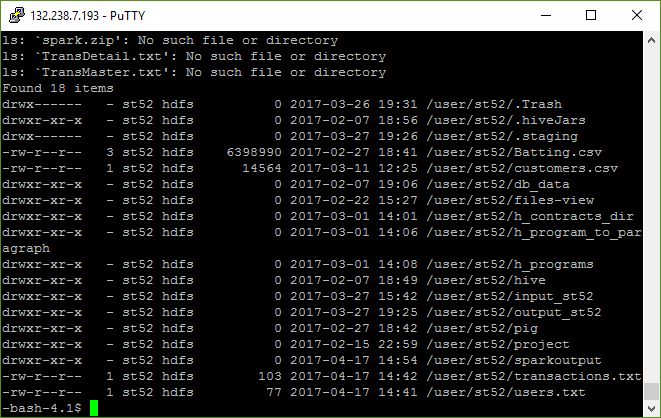 132.238.7.193 - PuTTY
ls: `spark.zip': No such file or directory
ls: `TransDetail.txt': No such file or directory
ls: `TransMaster.txt': No such file or directory
Found 18 items
drwx------   - st52 hdfs          0 2017-03-26 19:31 /user/st52/.Trash
drwxr-xr-x   - st52 hdfs          0 2017-02-07 18:56 /user/st52/.hiveJars
drwx------   - st52 hdfs          0 2017-03-27 19:26 /user/st52/.staging
-rw-r--r--   3 st52 hdfs    6398990 2017-02-27 18:41 /user/st52/Batting.csv
-rw-r--r--   1 st52 hdfs      14564 2017-03-11 12:25 /user/st52/customers.csv
drwxr-xr-x   - st52 hdfs          0 2017-02-07 19:06 /user/st52/db_data
drwxr-xr-x   - st52 hdfs          0 2017-02-22 15:27 /user/st52/files-view
drwxr-xr-x   - st52 hdfs          0 2017-03-01 14:01 /user/st52/h_contracts_dir
drwxr-xr-x   - st52 hdfs          0 2017-03-01 14:06 /user/st52/h_program_to_par
agraph
drwxr-xr-x   - st52 hdfs          0 2017-03-01 14:08 /user/st52/h_programs
drwxr-xr-x   - st52 hdfs          0 2017-02-07 18:49 /user/st52/hive
drwxr-xr-x   - st52 hdfs          0 2017-03-27 15:42 /user/st52/input_st52
drwxr-xr-x   - st52 hdfs          0 2017-03-27 19:25 /user/st52/output_st52
drwxr-xr-x   - st52 hdfs          0 2017-02-27 18:42 /user/st52/pig
drwxr-xr-x   - st52 hdfs          0 2017-02-15 22:59 /user/st52/project
drwxr-xr-x   - st52 hdfs          0 2017-04-17 14:54 /user/st52/sparkoutput
-rw-r--r--   1 st52 hdfs        103 2017-04-17 14:42 /user/st52/transactions.txt
-rw-r--r--   1 st52 hdfs         77 2017-04-17 14:41 /user/st52/users.txt
-bash-4.1$